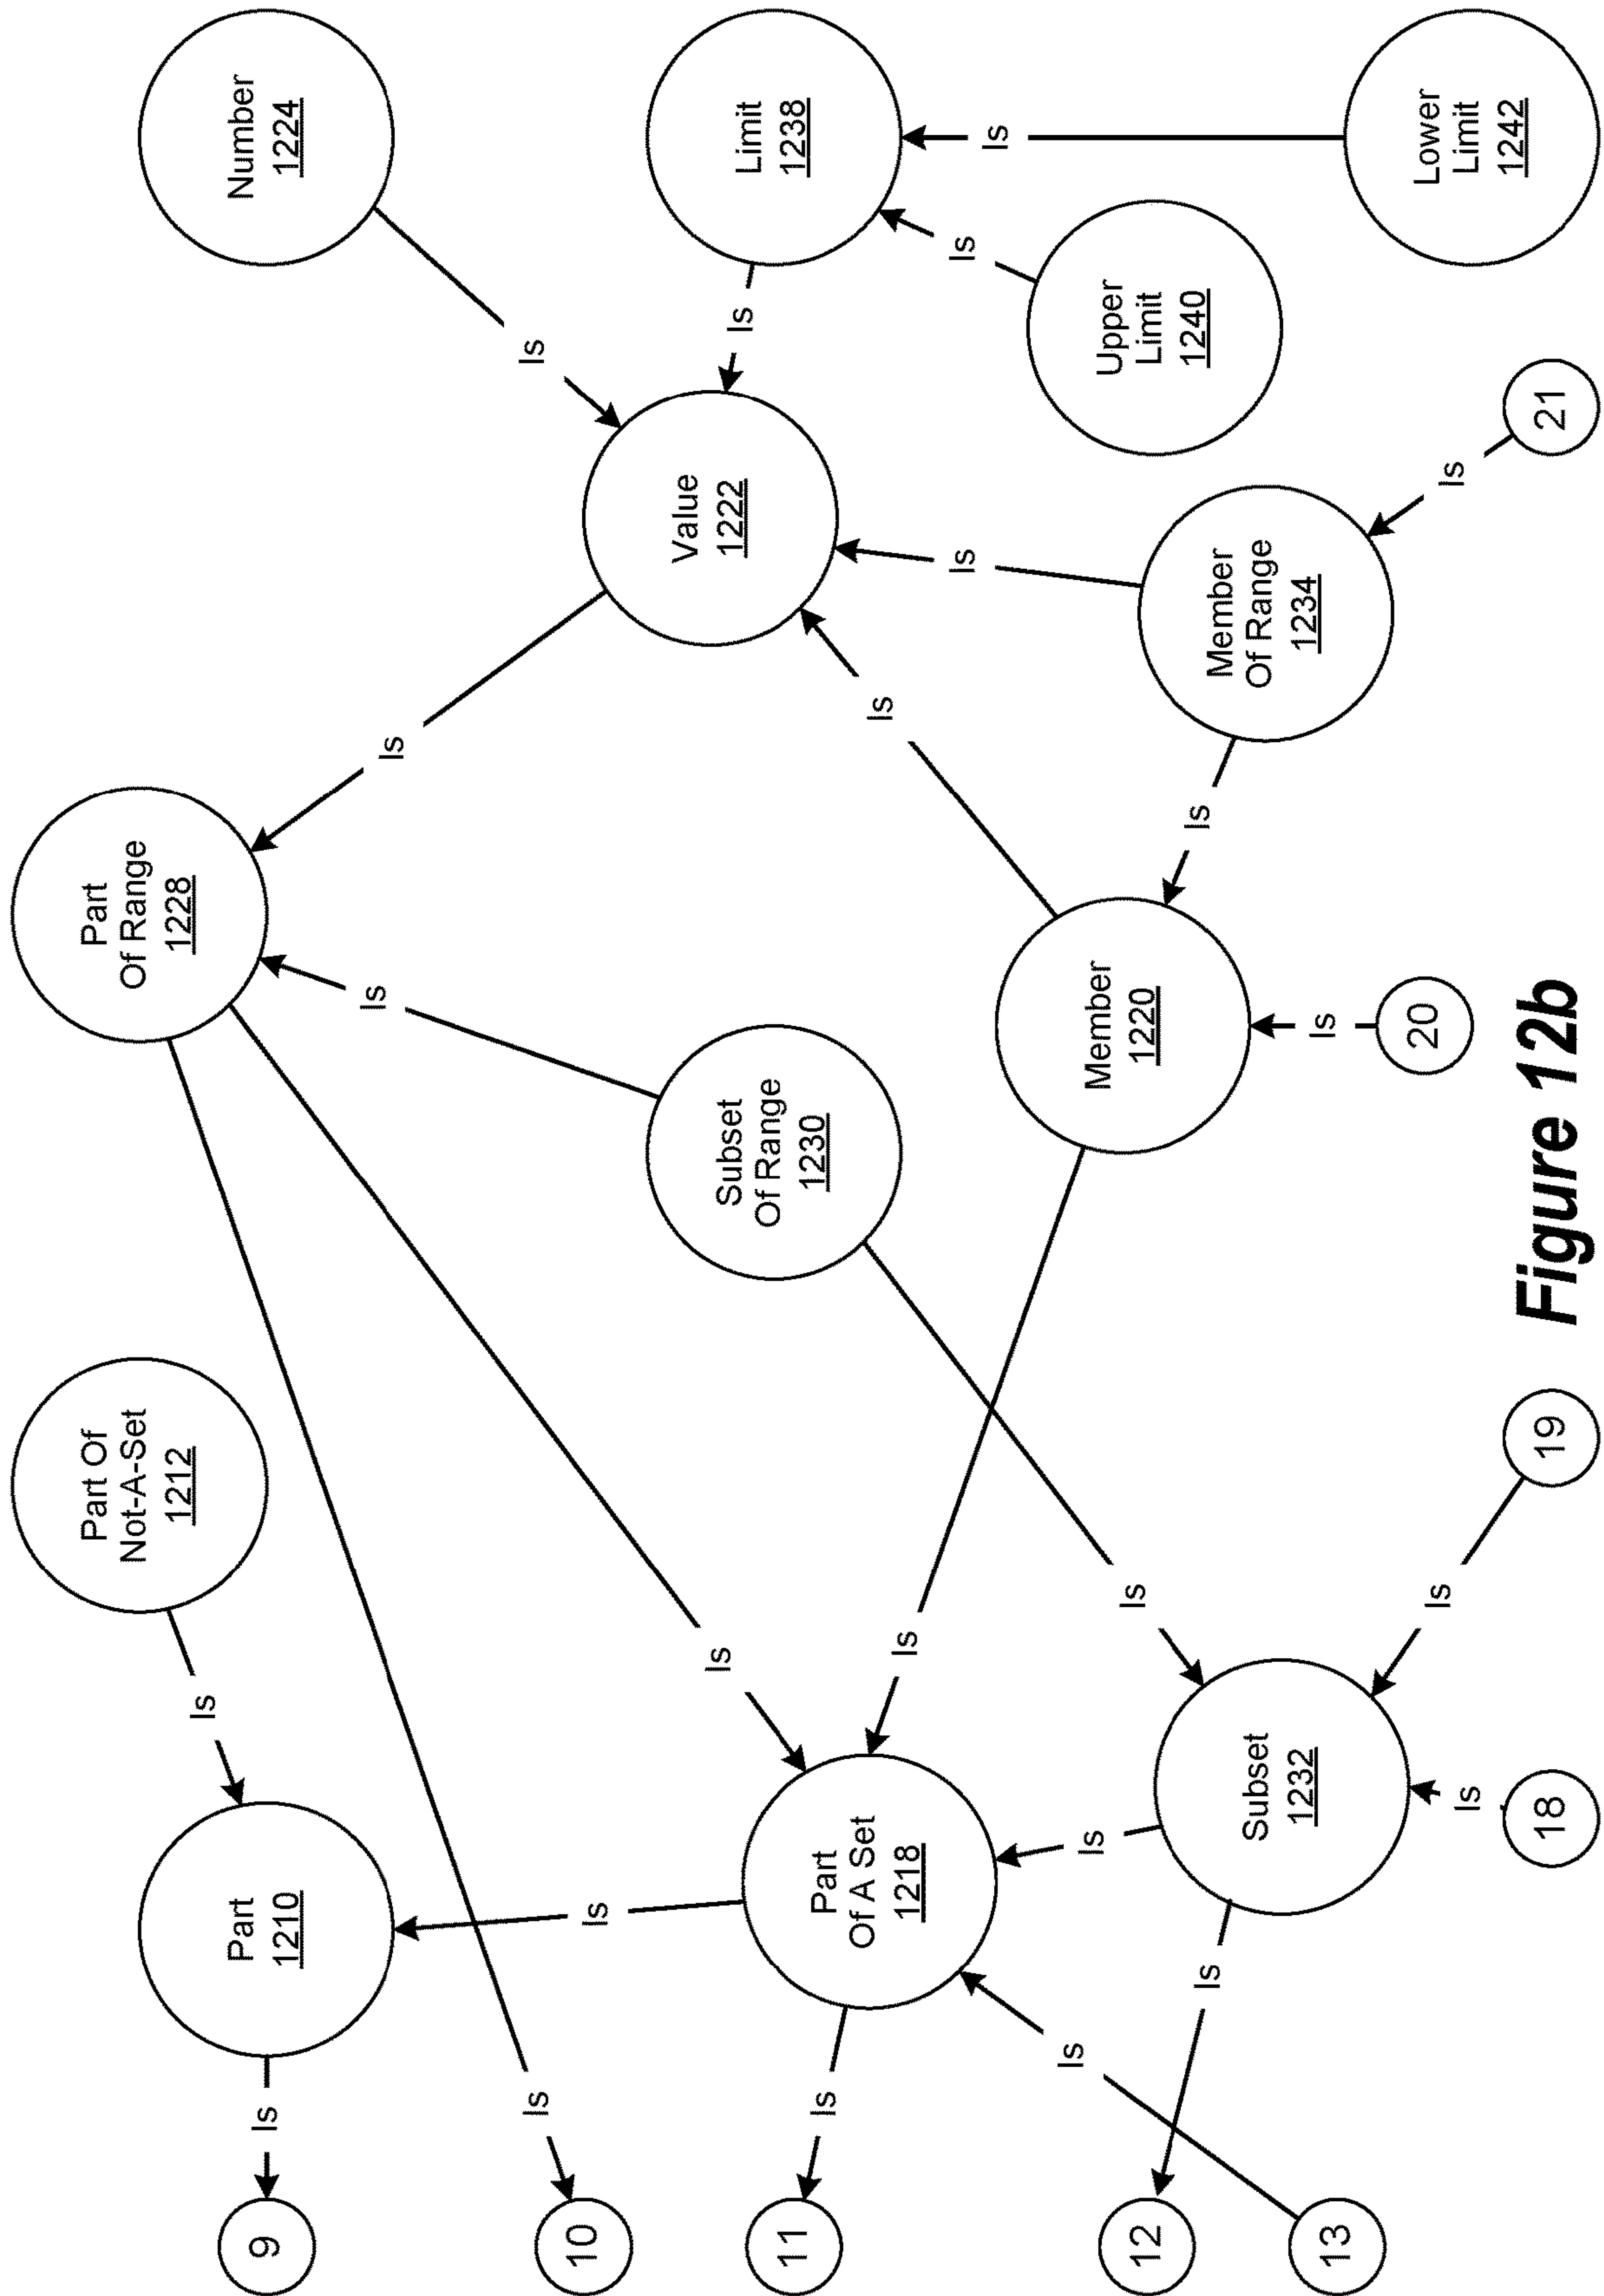 Part Of
Not-A-Set
1212
Part
Of Range
1228
Is
9
Is
Part
1210
Number
1224
Is
Is
Is
Is
10
Is
Value
1222
Is
Is
11
Subset
Of Range
1230
Limit
1238
Is
Part
Of A Set
1218
Is
Is
Is
Is
Is
Is
Is
Member
1220
Is
12
Upper
Limit
1240
Is
Is
Member
Of Range
1234
Subset
1232
13
Is
20
Is
Is
Is
Lower
Limit
1242
18
19
Figure 12b
21